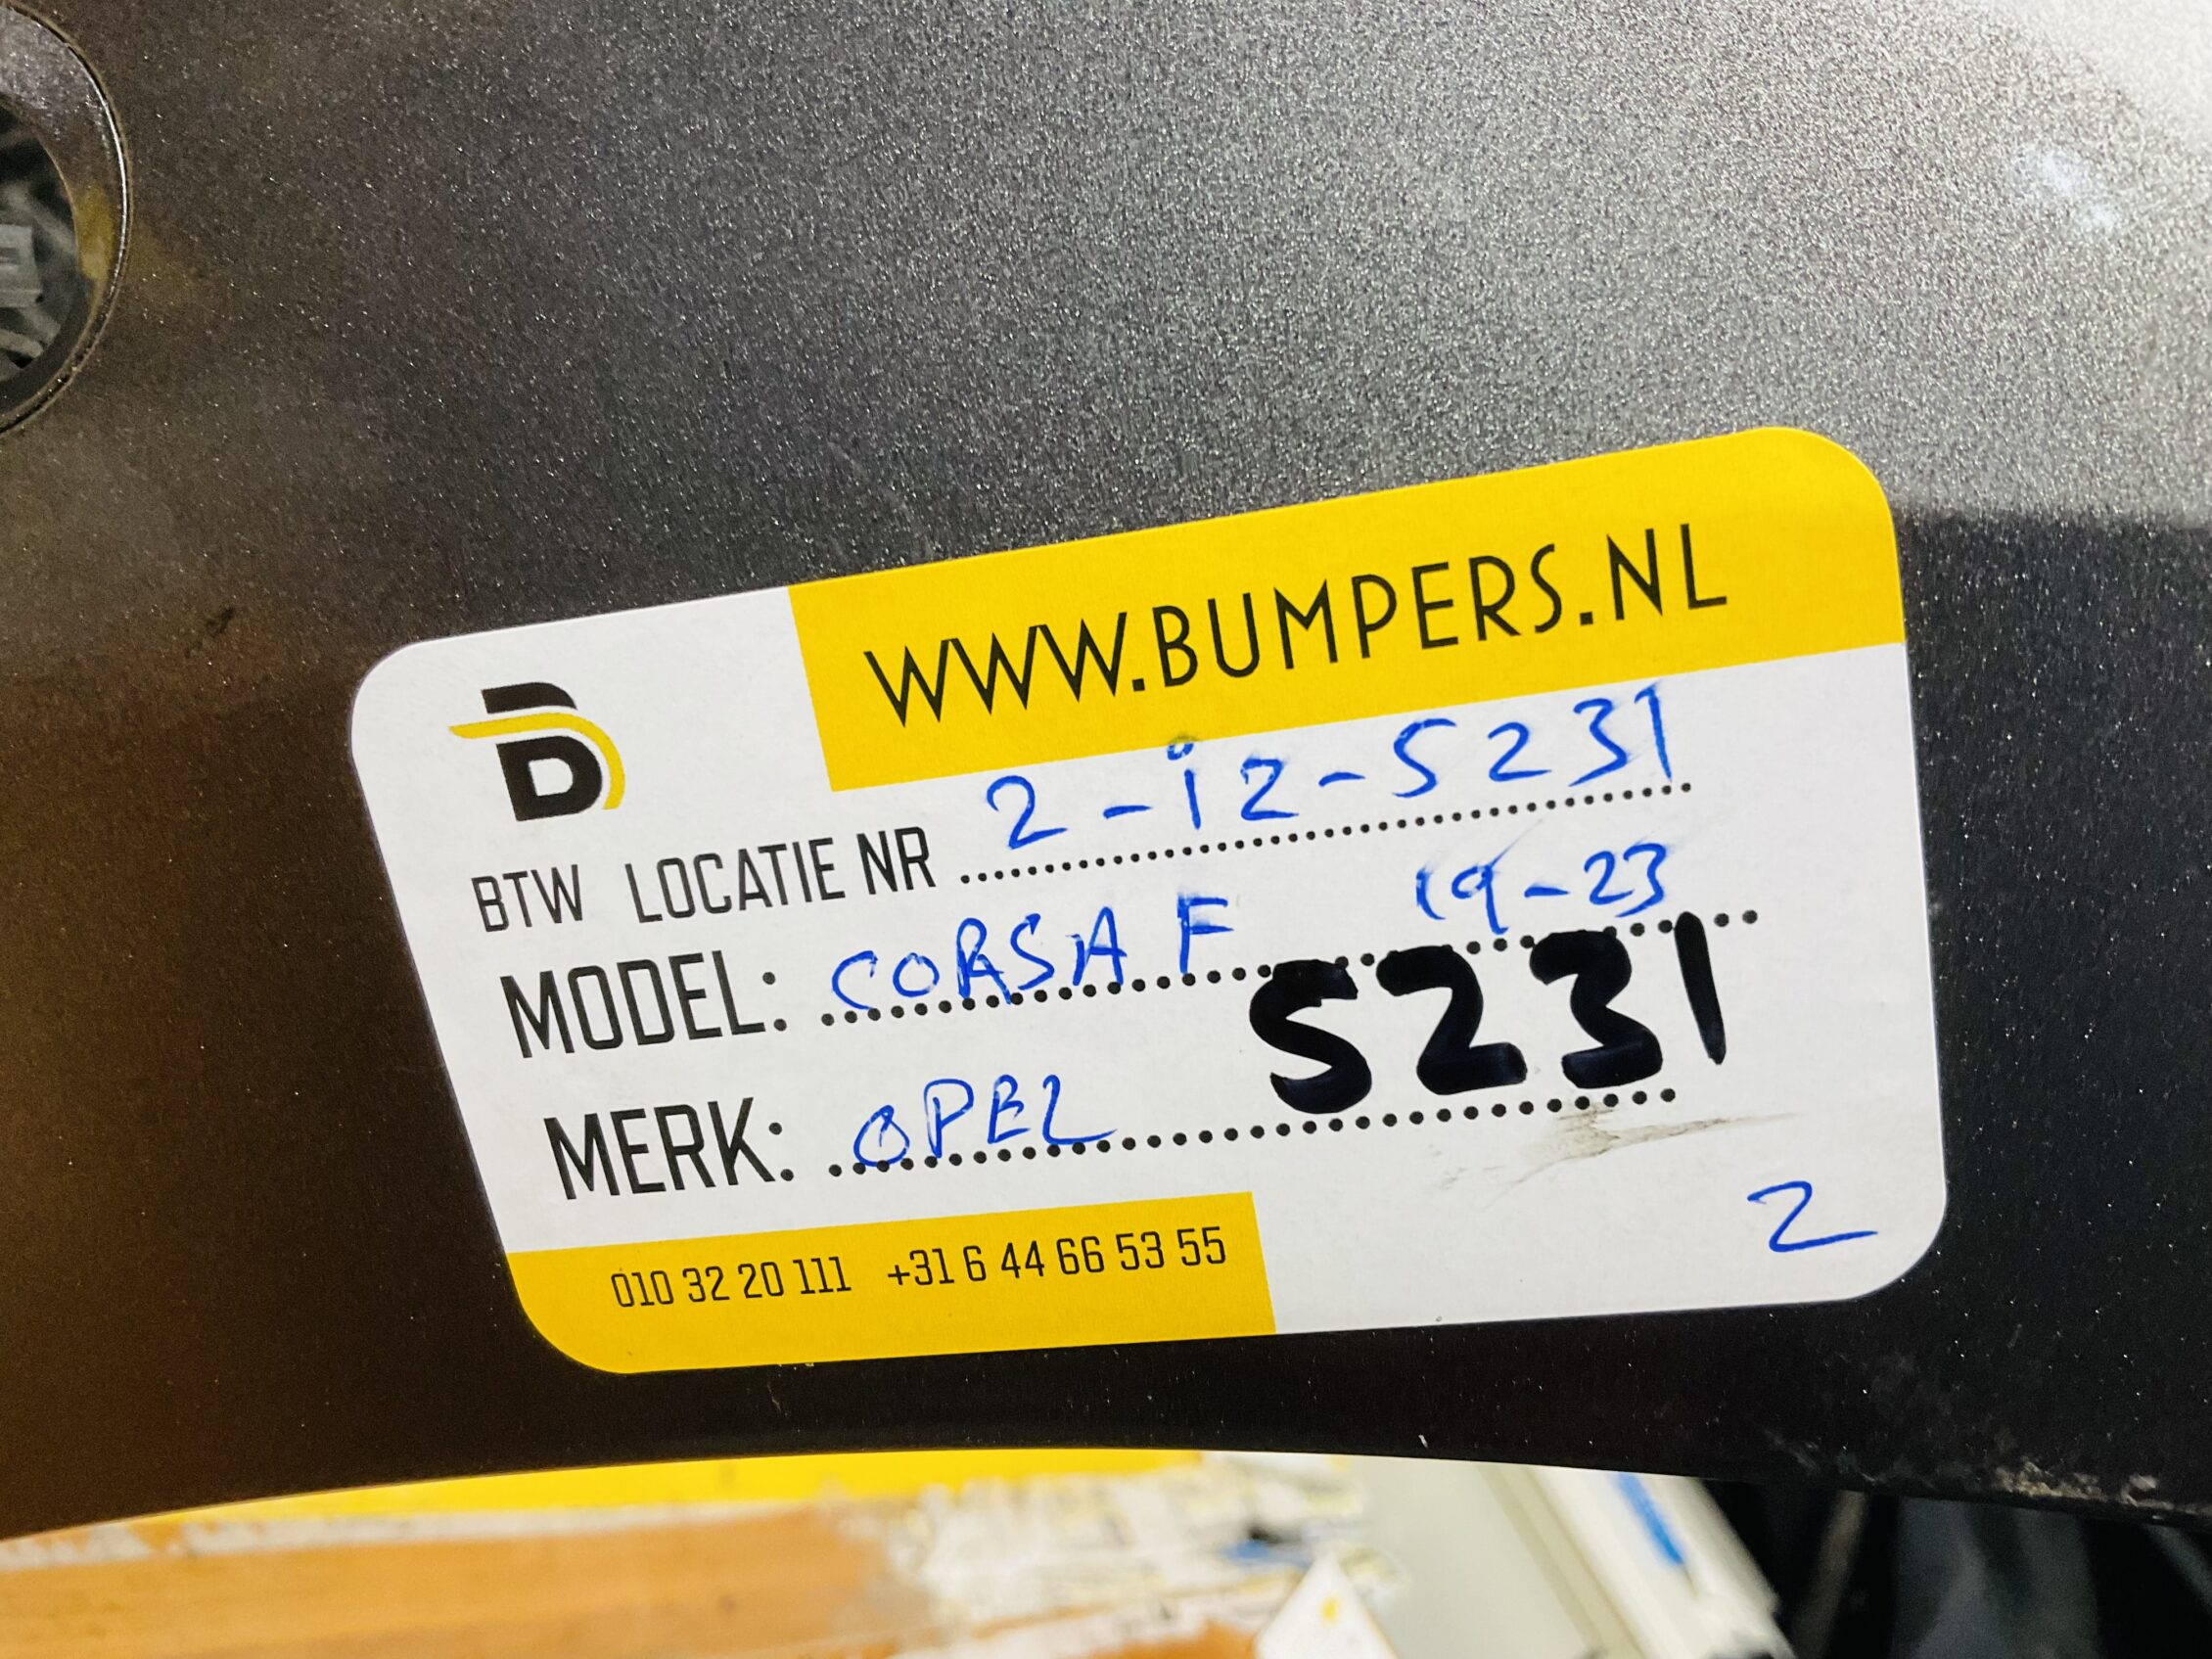 WWW.BUMPERS.NL
B
BTW LOCATIE NR 2-i2-5231
MODEL: CORSA F 19-23
5231
MERK: OPEL
2
010 32 20 111 +31 6 44 66 53 55